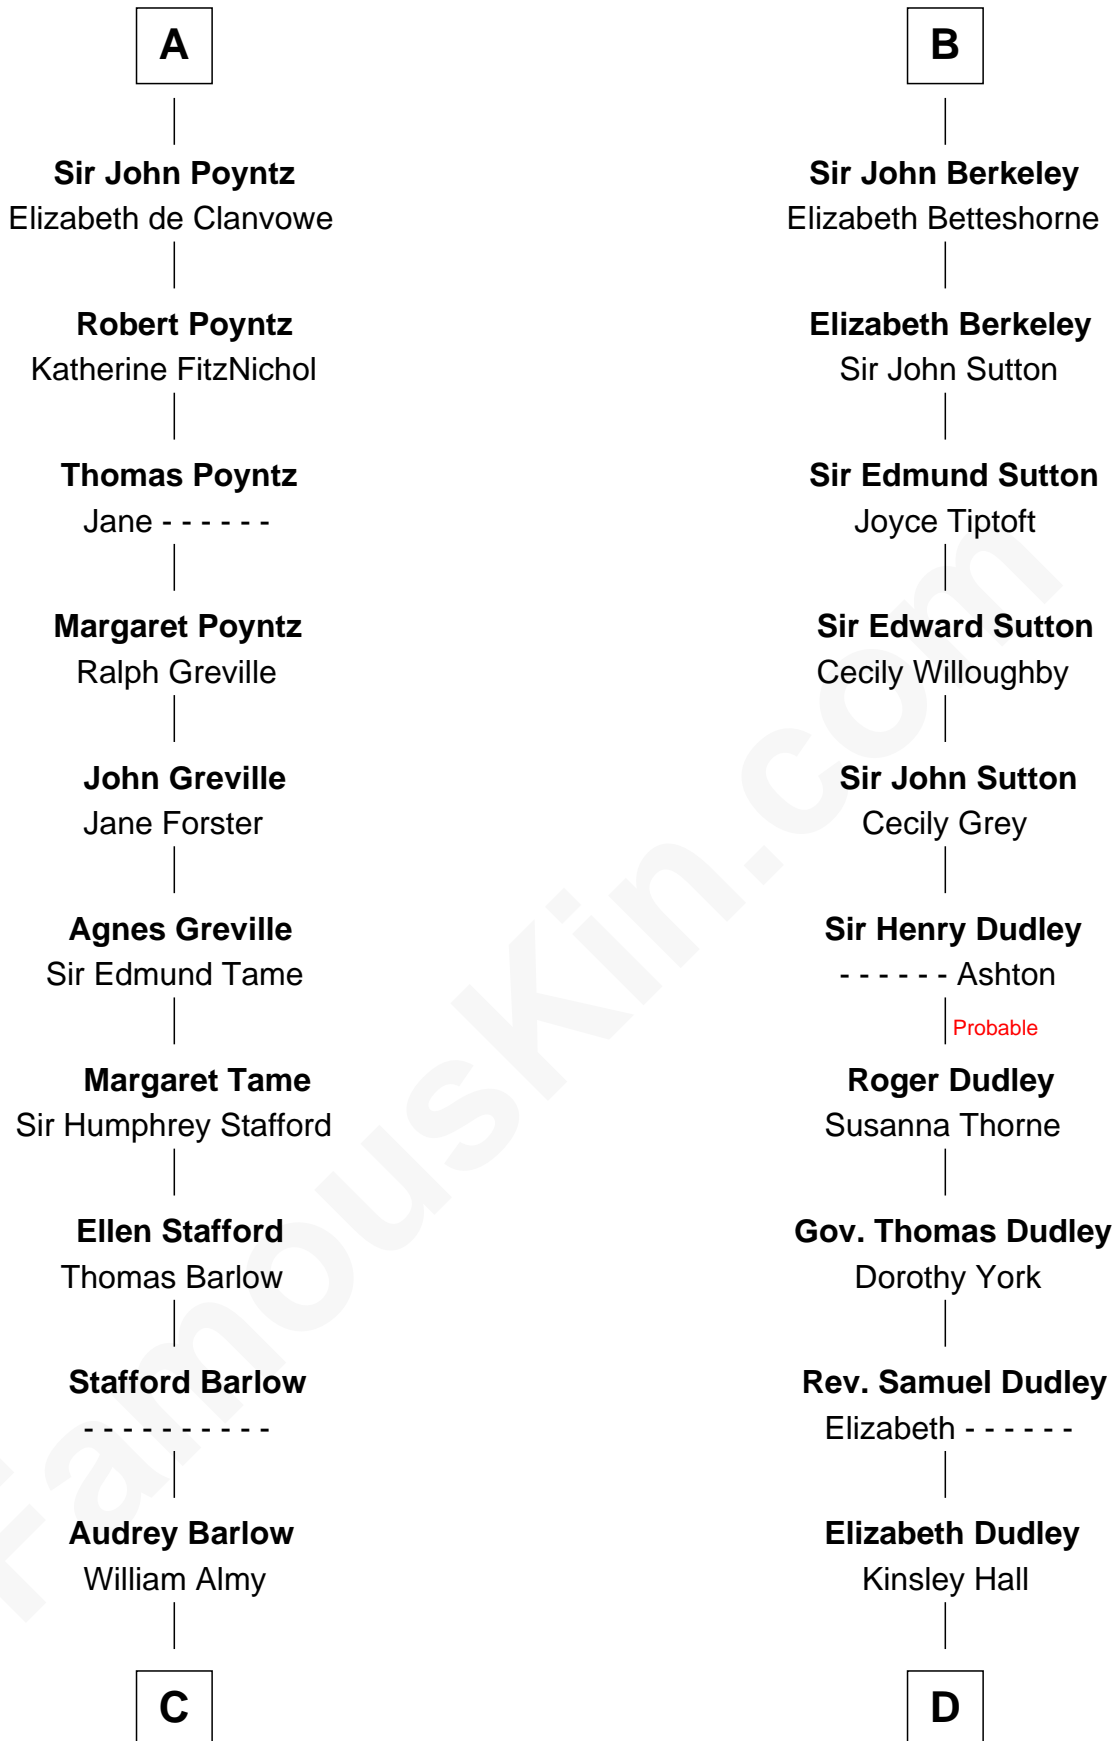 A
Sir John Poyntz
Elizabeth de Clanvowe
Robert Poyntz
Katherine FitzNichol
Thomas Poyntz
Jane - - - - - -
Margaret Poyntz
Ralph Greville
John Greville
Jane Forster
Agnes Greville
Sir Edmund Tame
Margaret Tame
Sir Humphrey Stafford
Ellen Stafford
Thomas Barlow
Stafford Barlow
- - - - - - - - - -
Audrey Barlow
William Almy
C
B
Sir John Berkeley
Elizabeth Betteshorne
Elizabeth Berkeley
Sir John Sutton
Sir Edmund Sutton
Joyce Tiptoft
Sir Edward Sutton
Cecily Willoughby
Sir John Sutton
Cecily Grey
Sir Henry Dudley
- - - - - - Ashton
Probable
Roger Dudley
Susanna Thorne
Gov. Thomas Dudley
Dorothy York
Rev. Samuel Dudley
Elizabeth - - - - - -
Elizabeth Dudley
Kinsley Hall
D
FamousKin.com